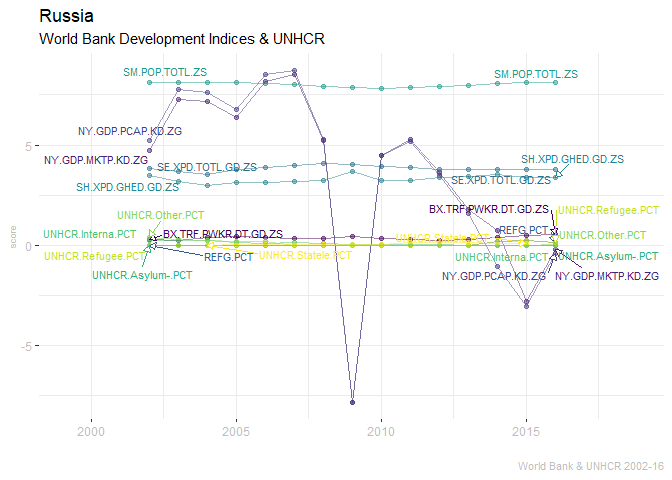 Russia
World Bank Development Indices & UNHCR
SM.POP.TOTL.ZS
SM.POP.TOTL.ZS
NY.GDP.PCAP.KD.ZG
5
NY.GDP.MKTP.KD.ZG
SE.XPD.TOTL.GD.ZS
SH.XPD.GHED.GD.ZS
SH.XPD.GHED.GD.ZS
SE.XPD.TOTL.GD.ZS
UNHCR.Other.PCT
BX.TRF.PWKR.DT.GD.ZS
UNHCR.Refugee.PCT
score
UNHCR.Interna.PCT
BX.TRF.PWKR.DT.GD.ZS
UNHCR.Statele.PCT
REFG.PCT
UNHCR.Other.PCT
0
UNHCR.Refugee.PCT
REFG.PCT
UNHCR.Statele.PCT
UNHCR.Interna.PCT
UNHCR.Asylum-.PCT
UNHCR.Asylum-.PCT
NY.GDP.PCAP.KD.ZG
NY.GDP.MKTP.KD.ZG
-5
2000
2005
2010
2015
World Bank & UNHCR 2002-16